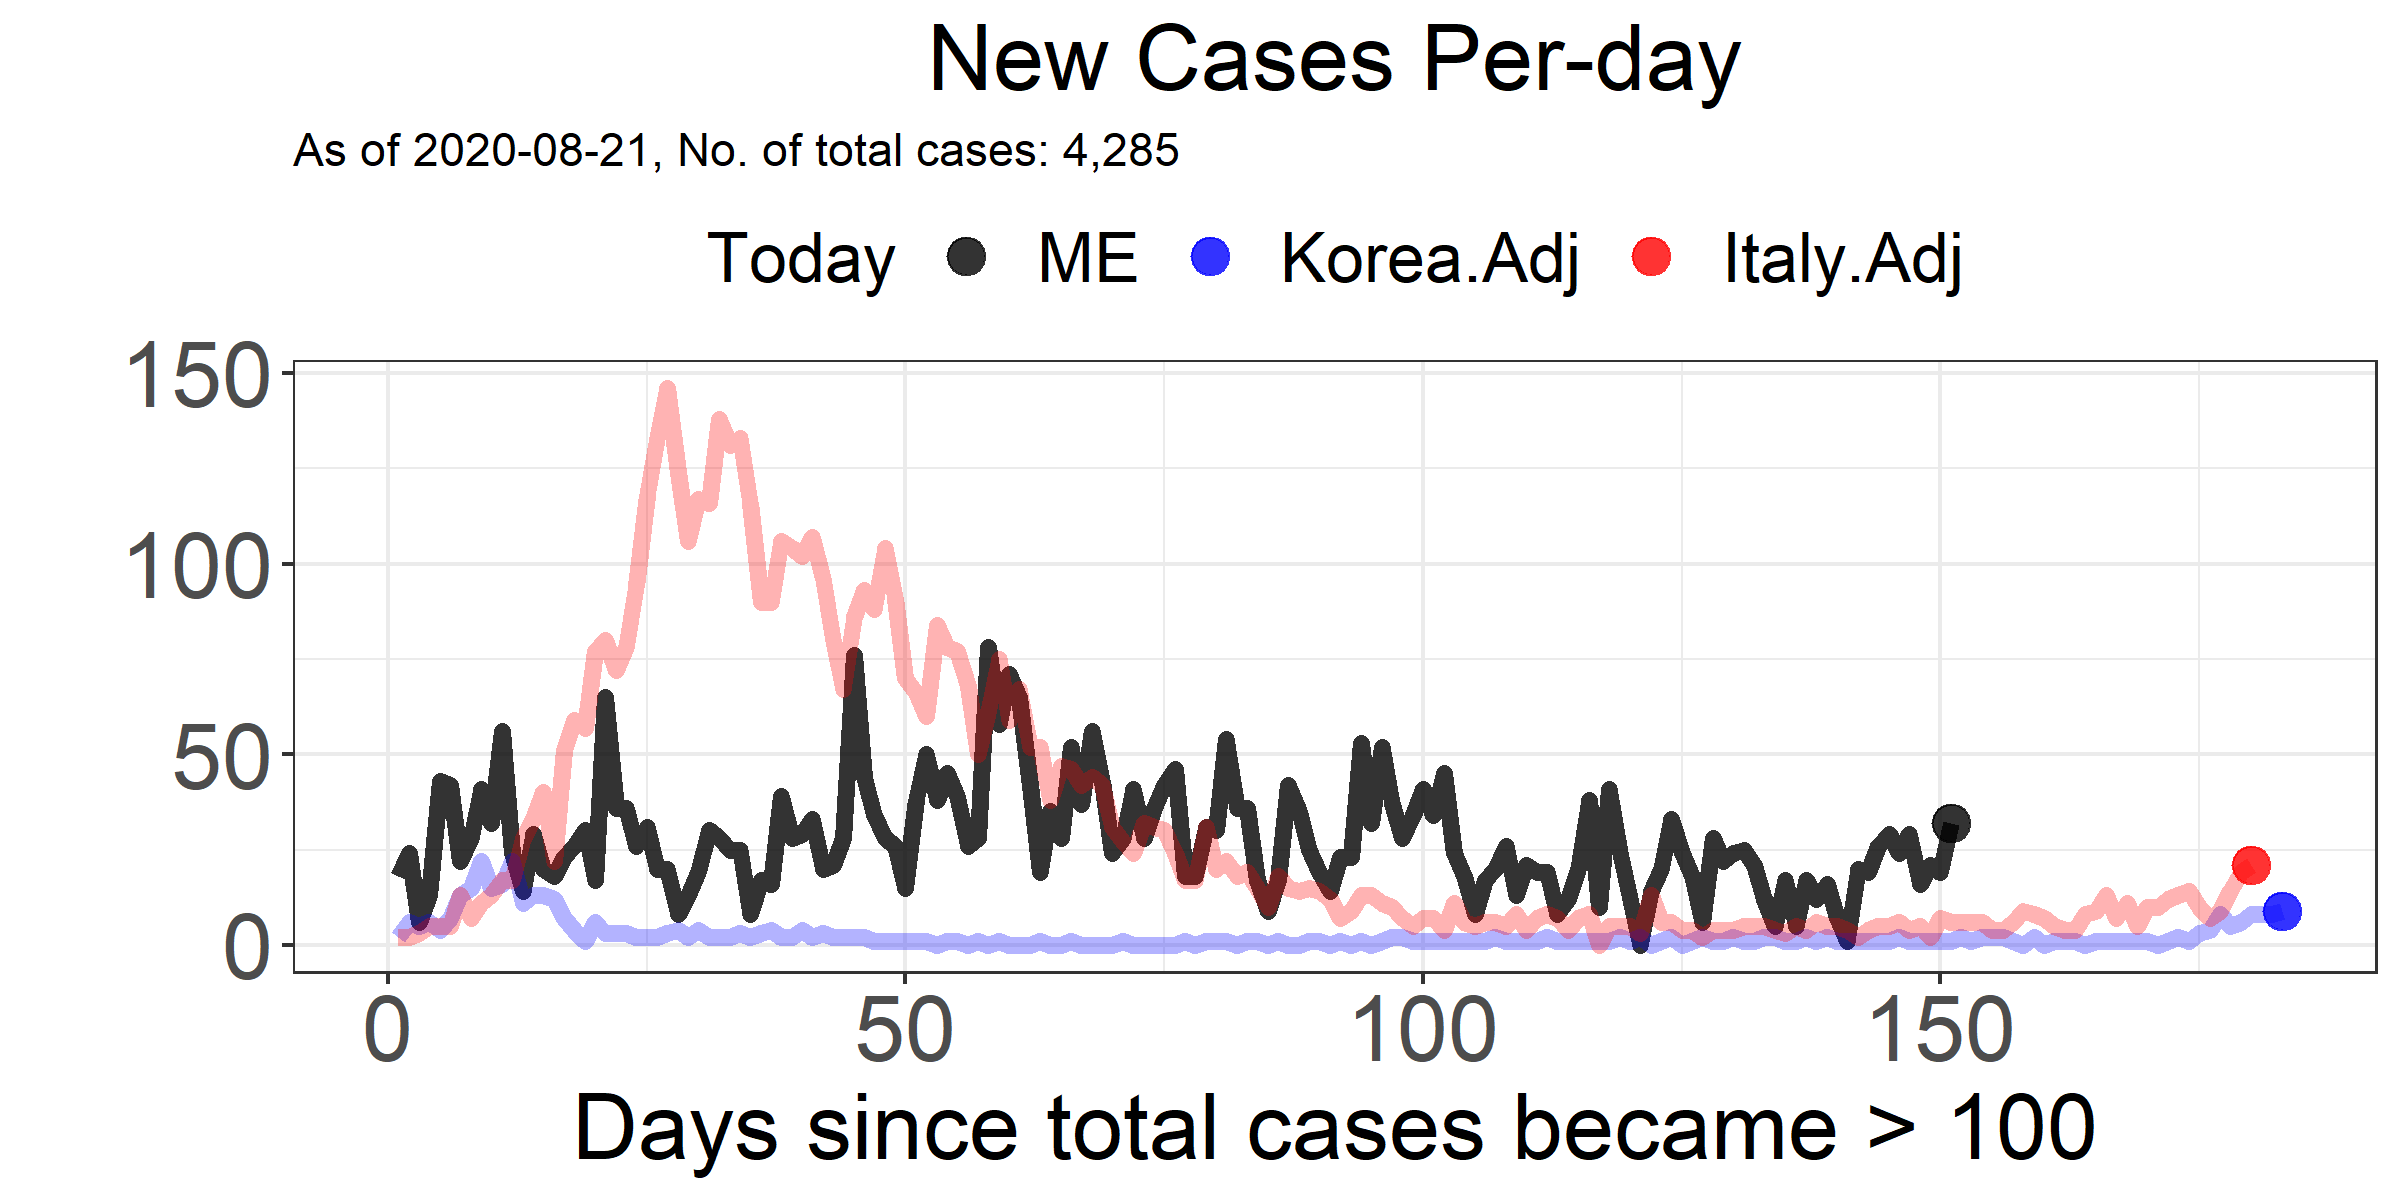 New Cases Per-day
As of 2020-08-21, No. of total cases: 4,285
Today ME Korea.Adj Italy.Adj
150
100
50
0
0 50 100 150
Days since total cases became > 100